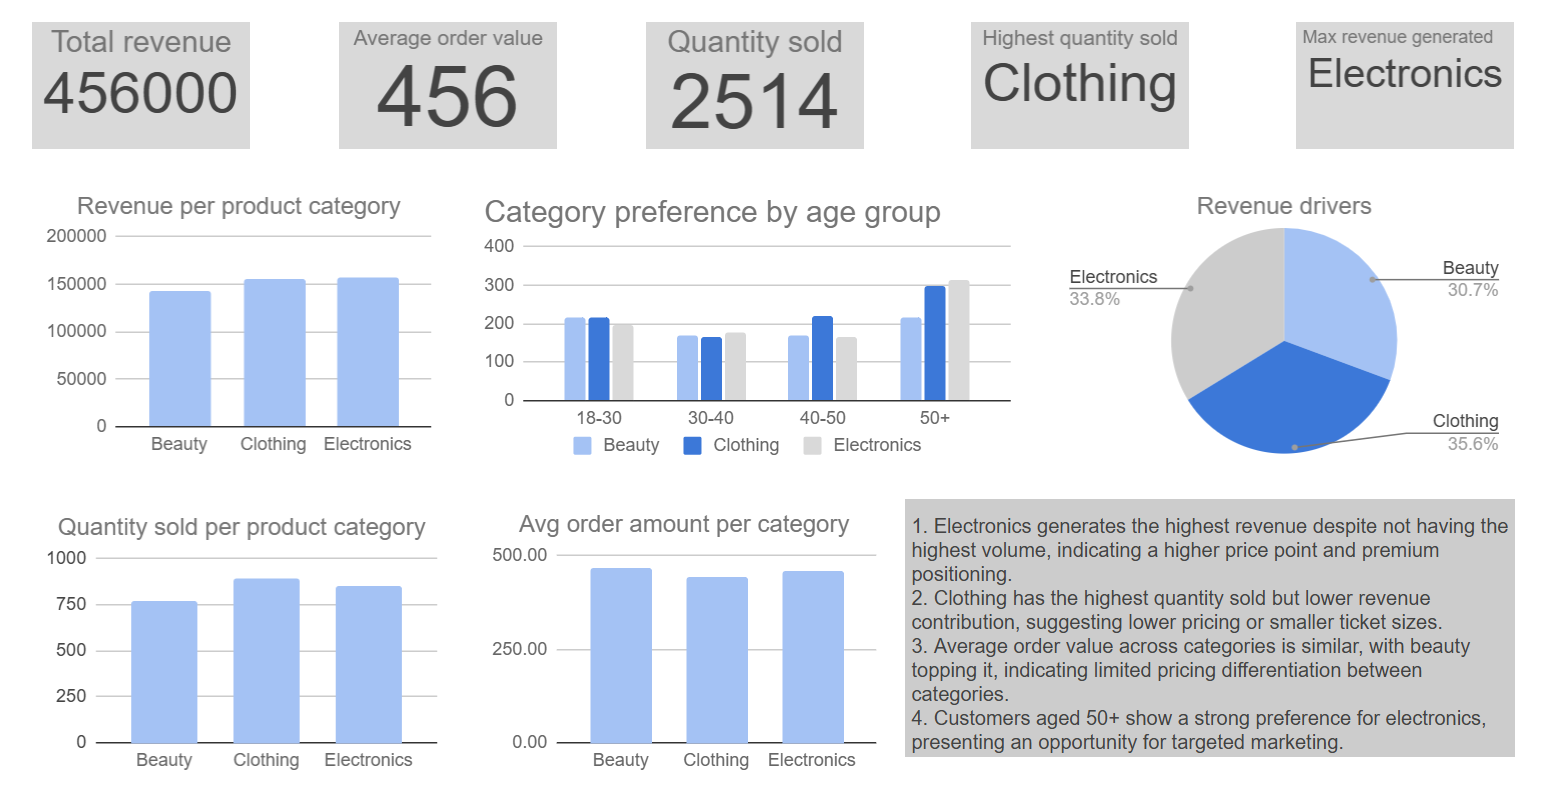 Total revenue
456000
Average order value
456
Quantity sold
2514
Highest quantity sold
Clothing
Max revenue generated
Electronics
Revenue per product category
200000
150000
100000
50000
0
Beauty Clothing Electronics
Category preference by age group
400
300
200
100
0
18-30 30-40 40-50 50+
Beauty Clothing Electronics
Revenue drivers
Electronics
33.8%
Beauty
30.7%
Clothing
35.6%
Quantity sold per product category
1000
750
500
250
0
Beauty Clothing Electronics
Avg order amount per category
500.00
250.00
0.00
Beauty Clothing Electronics
1. Electronics generates the highest revenue despite not having the
highest volume, indicating a higher price point and premium
positioning.
2. Clothing has the highest quantity sold but lower revenue
contribution, suggesting lower pricing or smaller ticket sizes.
3. Average order value across categories is similar, with beauty
topping it, indicating limited pricing differentiation between
categories.
4. Customers aged 50+ show a strong preference for electronics,
presenting an opportunity for targeted marketing.